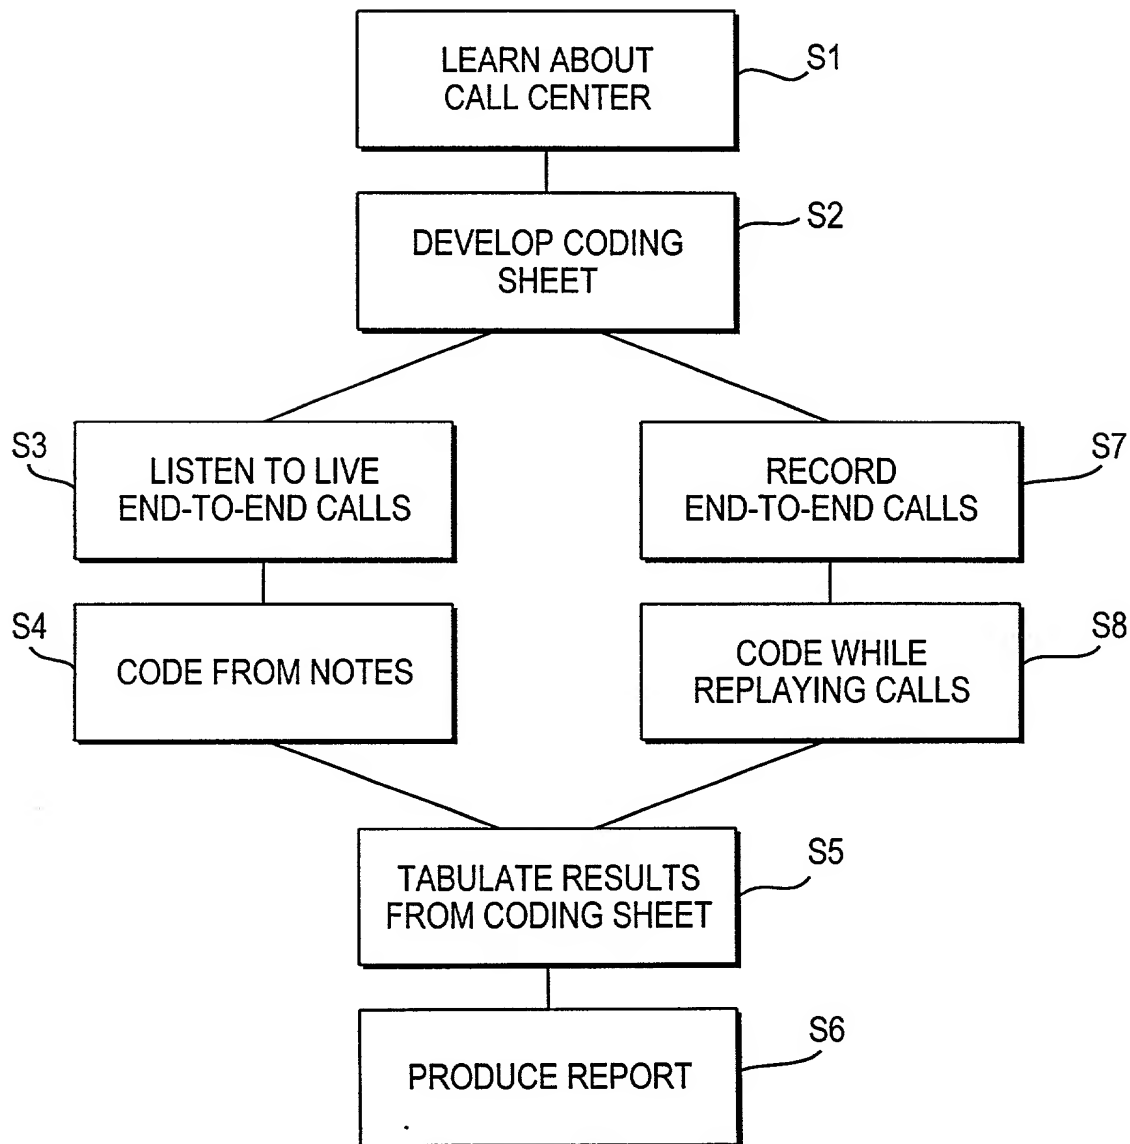 LEARN ABOUT
CALL CENTER
S1
DEVELOP CODING
SHEET
S2
S3
LISTEN TO LIVE
END-TO-END CALLS
RECORD
END-TO-END CALLS
S7
S4
CODE FROM NOTES
CODE WHILE
REPLAYING CALLS
S8
TABULATE RESULTS
FROM CODING SHEET
S5
PRODUCE REPORT
S6